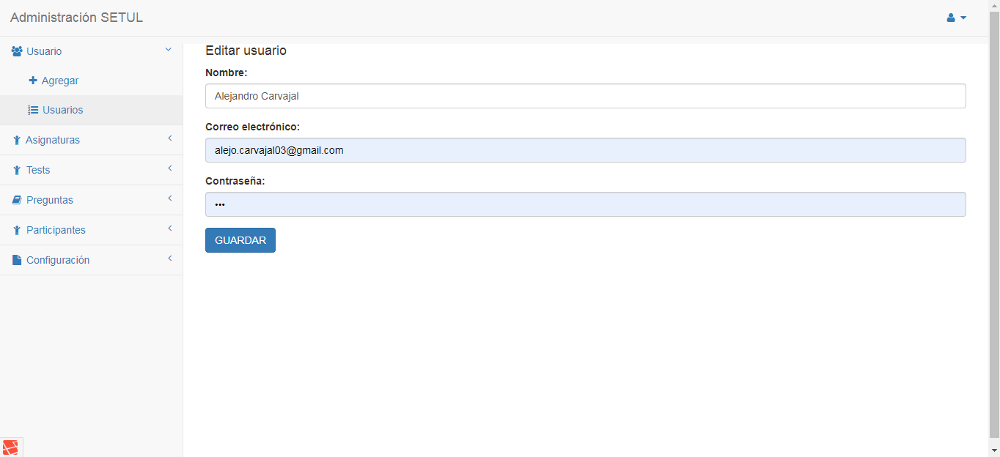 Administración SETUL
Usuario
Agregar
Usuarios
Asignaturas
Tests
Preguntas
Participantes
Configuración
Editar usuario
Nombre:
Alejandro Carvajal
Correo electrónico:
alejo.carvajal03@gmail.com
Contraseña:
•••
GUARDAR